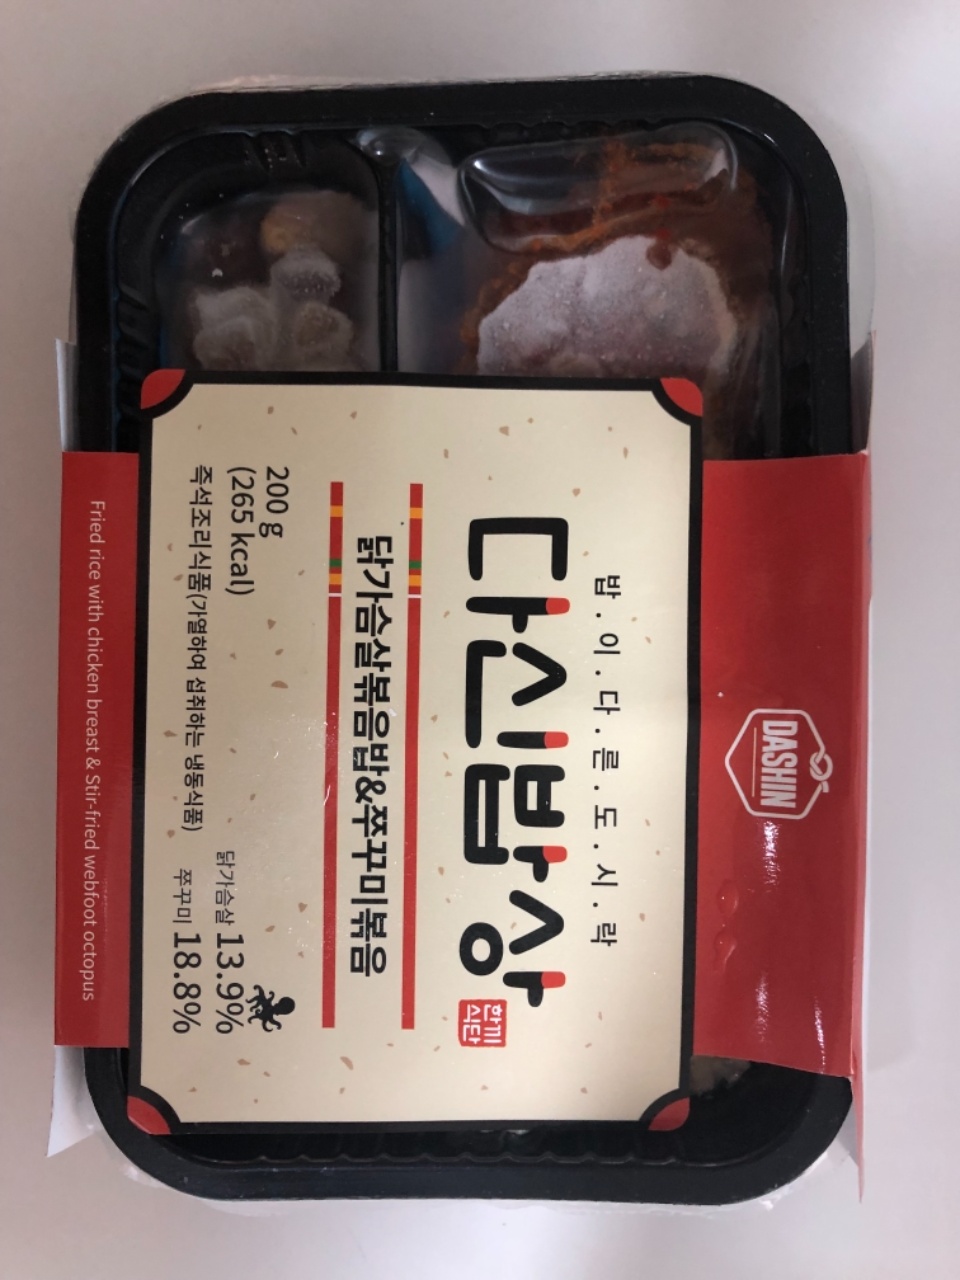 DASHIN
밥.이.다.른.도.시.락
다신밥상
한끼
식단
닭가슴살볶음밥&쭈꾸미볶음
200 g
(265 kcal)
즉석조리식품(가열하여 섭취하는 냉동식품)
닭가슴살 13.9%
쭈꾸미 18.8%
Fried rice with chicken breast & Stir-fried webfoot octopus